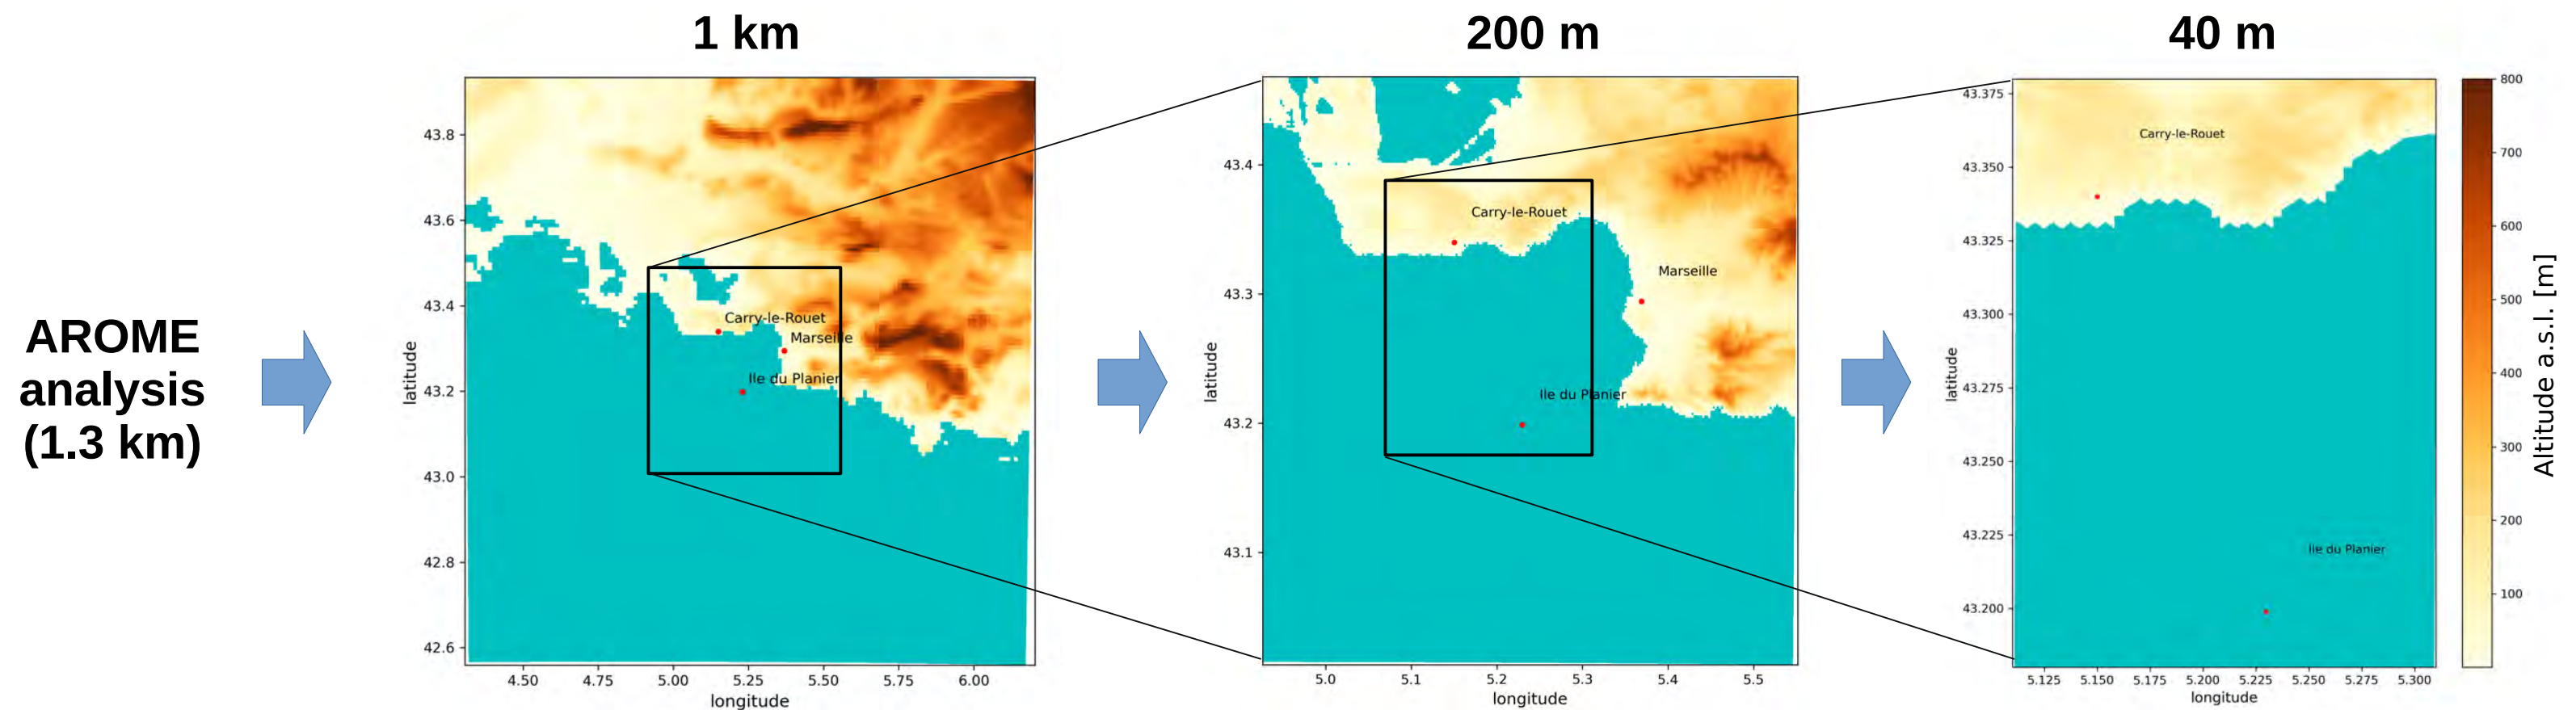 1 km
200 m
40 m
AROME
analysis
(1.3 km)
latitude
43.8
43.6
43.4
43.2
43.0
42.8
42.6
Carry-le-Rouet
Marseille
Ile du Planier
4.50
4.75
5.00
5.25
5.50
5.75
6.00
longitude
latitude
43.4
43.3
43.2
43.1
Carry-le-Rouet
Marseille
Ile du Planier
5.0
5.1
5.2
5.3
5.4
5.5
longitude
latitude
43.375
43.350
43.325
43.300
43.275
43.250
43.225
43.200
Carry-le-Rouet
Ile du Planier
5.125
5.150
5.175
5.200
5.225
5.250
5.275
5.300
longitude
800
700
600
500
400
300
200
100
Altitude a.s.l. [m]